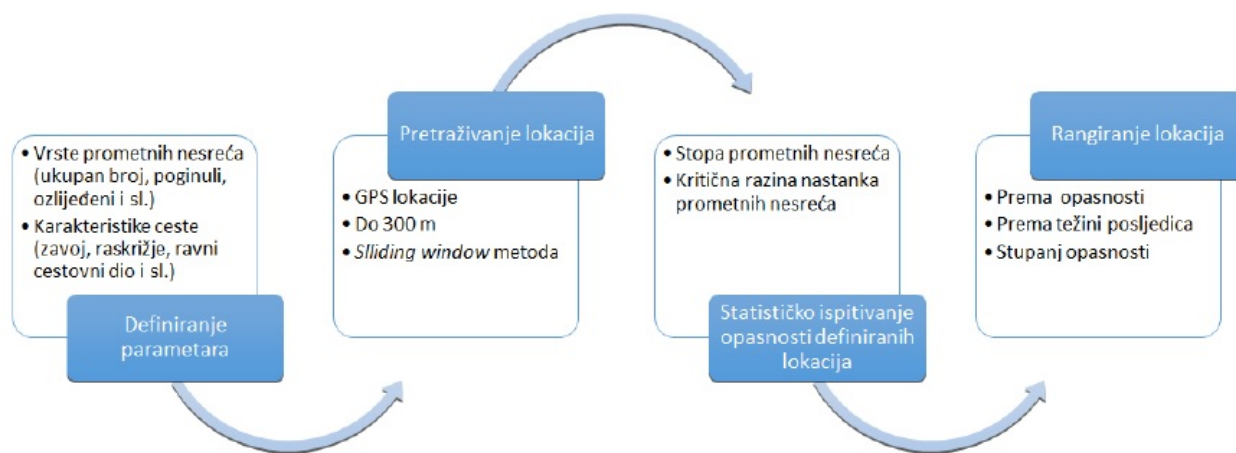 • Vrste prometnih nesreća
(ukupan broj, poginuli,
ozlijeđeni i sl.)
• Karakteristike ceste
(zavoj, raskrižje, ravni
cestovni dio i sl.)
Definiranje
parametara
Pretraživanje lokacija
• GPS lokacije
• Do 300 m
• Slliding window metoda
• Stopa prometnih nesreća
• Kritična razina nastanka
prometnih nesreća
Statističko ispitivanje
opasnosti definiranih
lokacija
Rangiranje lokacija
• Prema opasnosti
• Prema težini posljedica
• Stupanj opasnosti